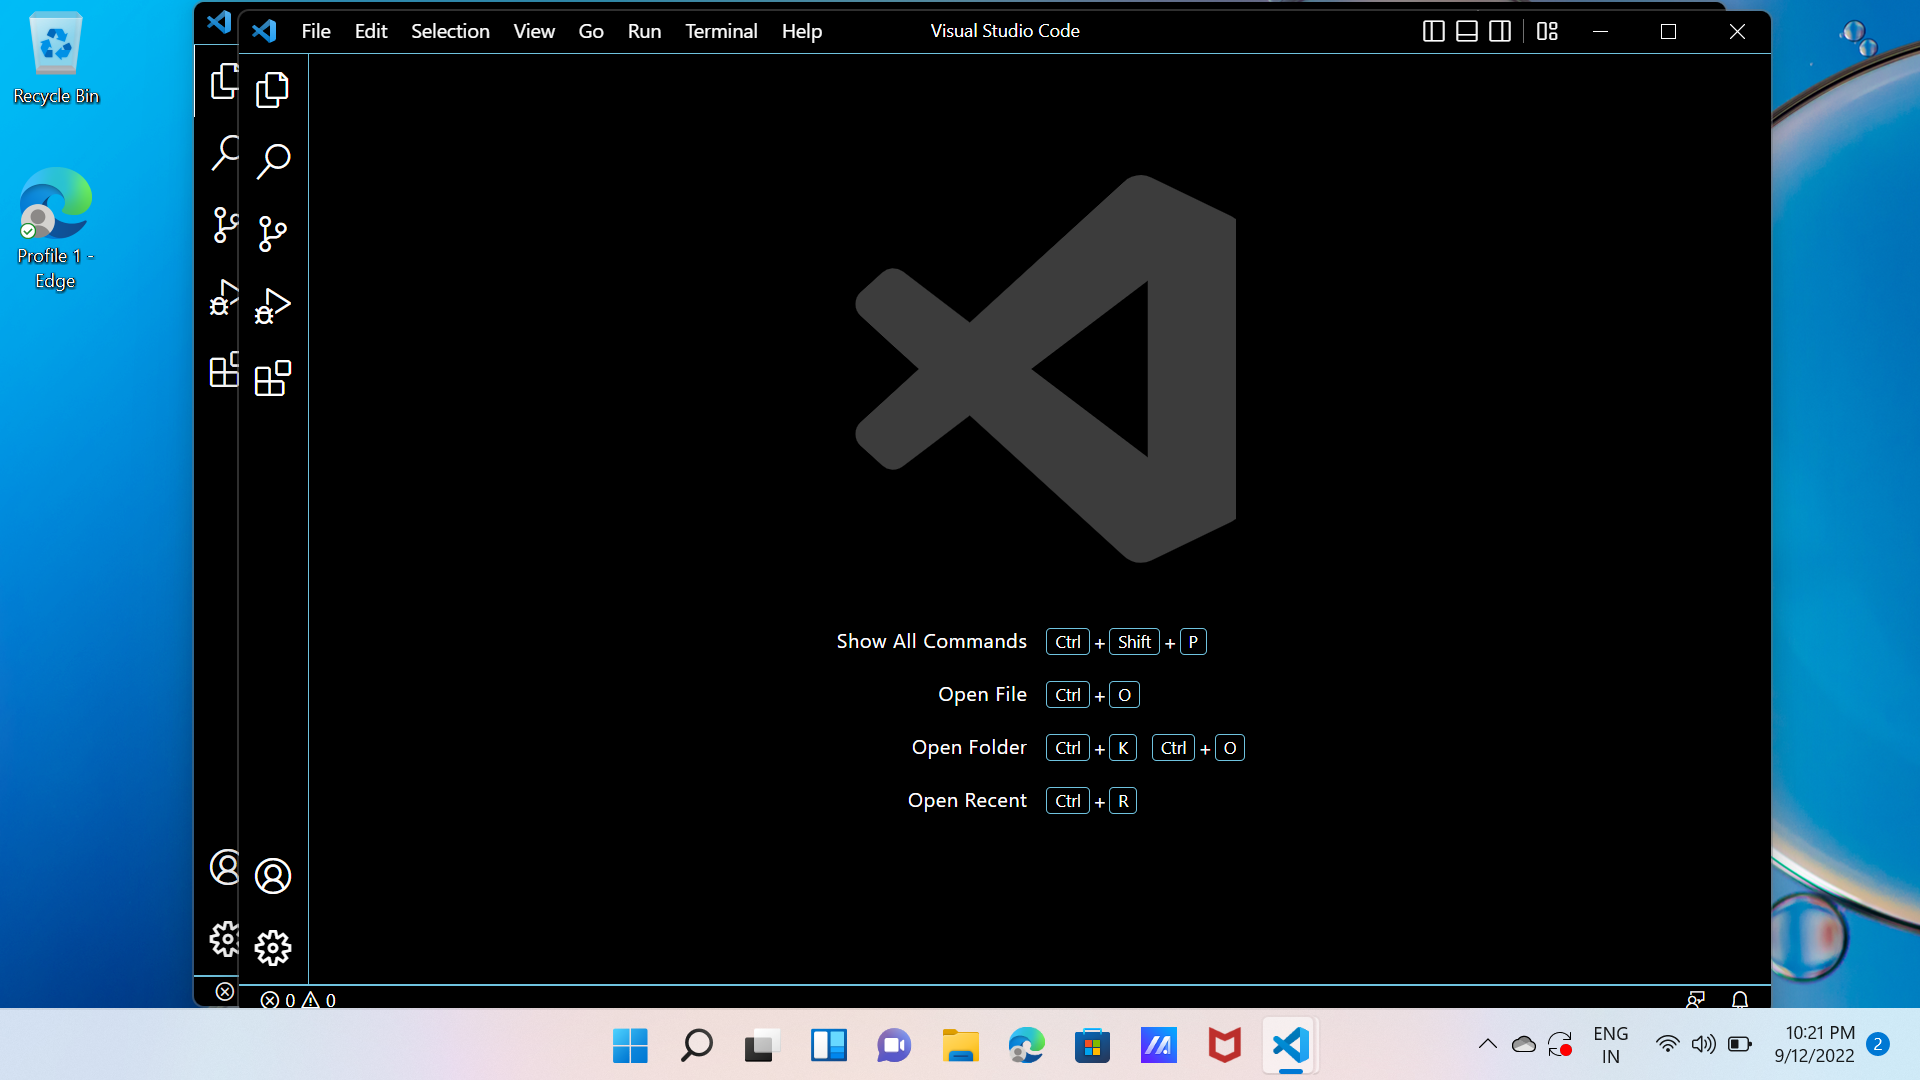 Recycle Bin
Profile 1 -
Edge
File Edit Selection View Go Run Terminal Help
Visual Studio Code
Show All Commands Ctrl + Shift + P
Open File Ctrl + O
Open Folder Ctrl + K Ctrl + O
Open Recent Ctrl + R
0 0
ENG
IN
10:21 PM
9/12/2022
2